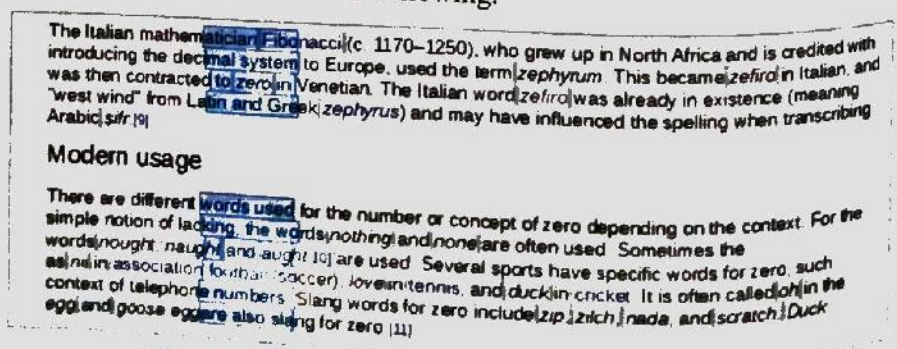 The Italian mathematician Fibonacci (c. 1170–1250), who grew up in North Africa and is credited with
introducing the decimal system to Europe, used the term zephyrum. This became zefiro in Italian, and
was then contracted to zero in Venetian. The Italian word zefiro was already in existence (meaning
"west wind" from Latin and Greek zephyrus) and may have influenced the spelling when transcribing
Arabic ṣifr.[9]
Modern usage
There are different words used for the number or concept of zero depending on the context. For the
simple notion of lacking, the words nothing and none are often used. Sometimes the
words nought, naught and aught[10] are used. Several sports have specific words for zero, such
as nil in association football (soccer), love in tennis, and duck in cricket. It is often called oh in the
context of telephone numbers. Slang words for zero include zip, zilch, nada, and scratch. Duck
egg and goose egg are also slang for zero.[11]